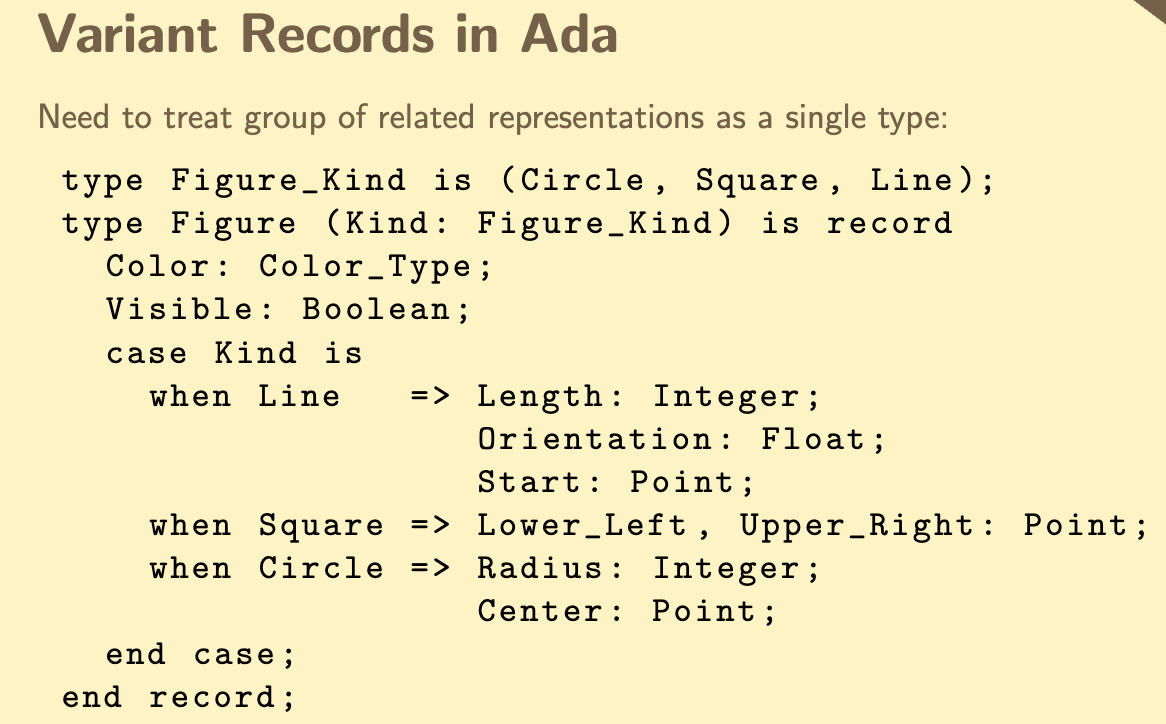 Variant Records in Ada
Need to treat group of related representations as a single type:
type Figure_Kind is (Circle, Square, Line);
type Figure (Kind: Figure_Kind) is record
  Color: Color_Type;
  Visible: Boolean;
  case Kind is
    when Line   => Length: Integer;
                   Orientation: Float;
                   Start: Point;
    when Square => Lower_Left, Upper_Right: Point;
    when Circle => Radius: Integer;
                   Center: Point;
  end case;
end record;